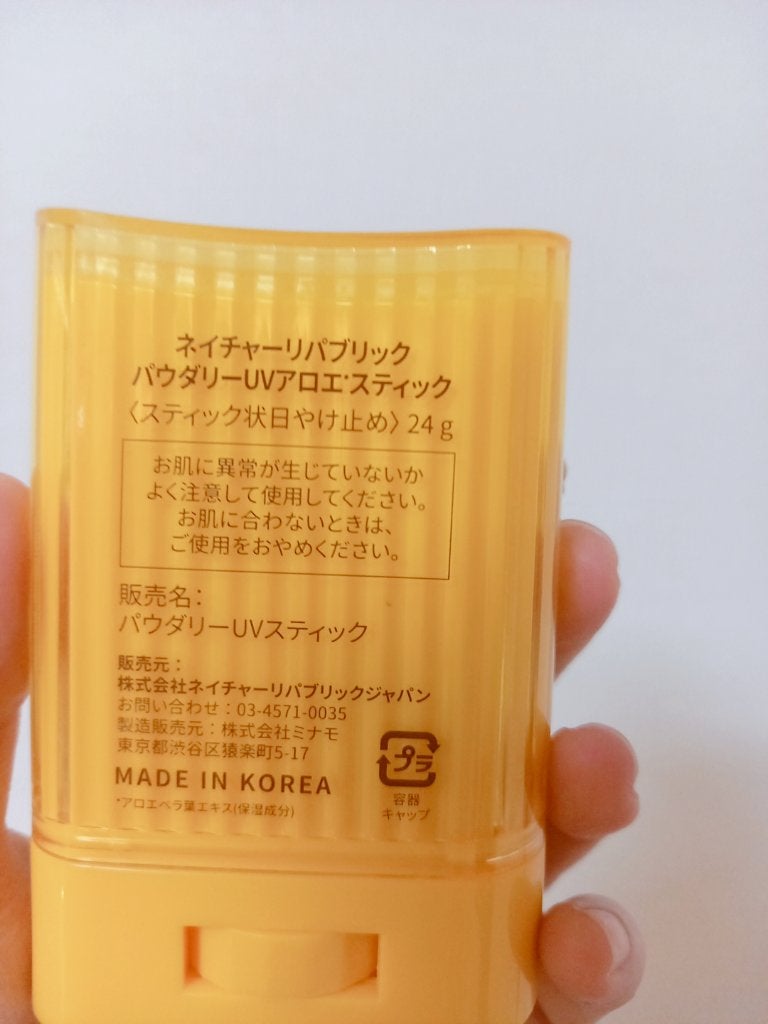 ネイチャーリパブリック
パウダリーUVアロエ*スティック
〈スティック状日やけ止め〉24g
お肌に異常が生じていないか
よく注意して使用してください。
お肌に合わないときは、
ご使用をおやめください。
販売名：
パウダリーUVスティック
販売元：
株式会社ネイチャーリパブリックジャパン
お問い合わせ：03-4571-0035
製造販売元：株式会社ミナモ
東京都渋谷区猿楽町5-17
MADE IN KOREA
*アロエベラ葉エキス(保湿成分)
プラ
容器
キャップ